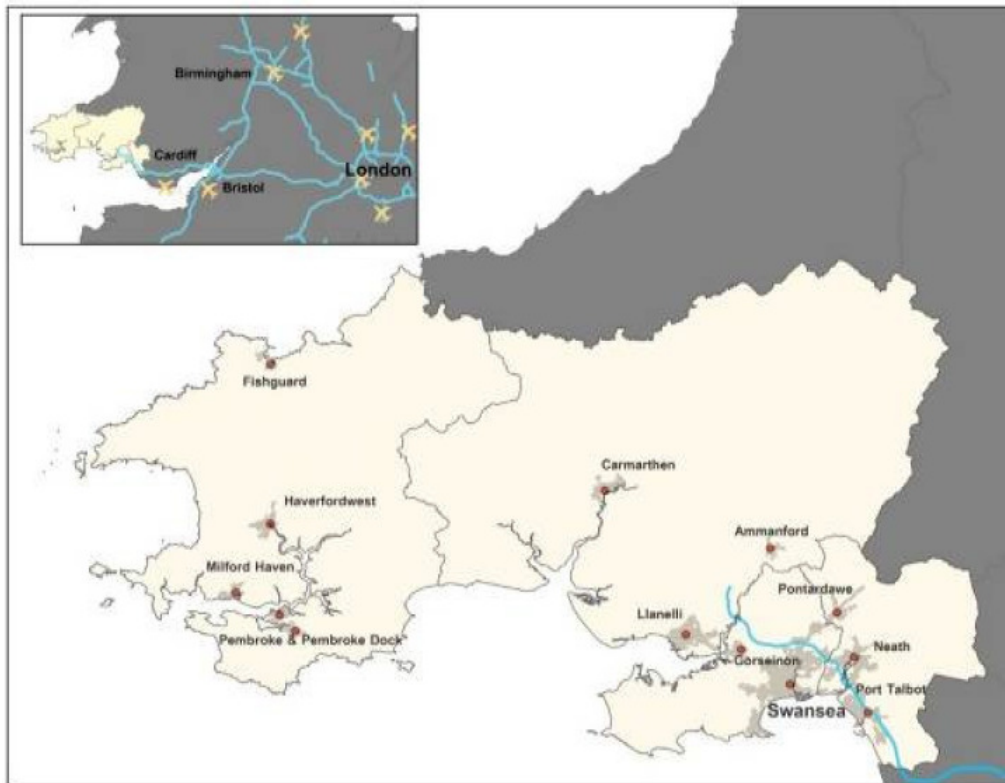 Birmingham
Cardiff
London
Bristol
Fishguard
Carmarthen
Haverfordwest
Ammanford
Milford Haven
Pontardawe
Llanelli
Pembroke & Pembroke Dock
Gorseinon
Neath
Port Talbot
Swansea